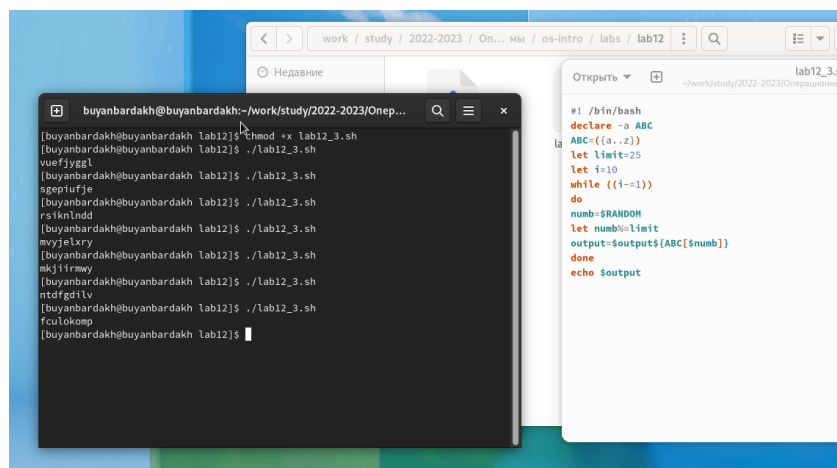 work / study / 2022-2023 / Оп... мы / os-intro / labs / lab12
Недавние
Открыть
lab12_3.
~/work/study/2022-2023/Операционн
buyanbardakh@buyanbardakh:~/work/study/2022-2023/Опер...
[buyanbardakh@buyanbardakh lab12]$ chmod +x lab12_3.sh
[buyanbardakh@buyanbardakh lab12]$ ./lab12_3.sh
vuefjyggl
[buyanbardakh@buyanbardakh lab12]$ ./lab12_3.sh
sgepiufje
[buyanbardakh@buyanbardakh lab12]$ ./lab12_3.sh
rsiknlndd
[buyanbardakh@buyanbardakh lab12]$ ./lab12_3.sh
mvyjelxry
[buyanbardakh@buyanbardakh lab12]$ ./lab12_3.sh
mkjiirmwy
[buyanbardakh@buyanbardakh lab12]$ ./lab12_3.sh
ntdfgdilv
[buyanbardakh@buyanbardakh lab12]$ ./lab12_3.sh
fculokomp
[buyanbardakh@buyanbardakh lab12]$
la
#! /bin/bash
declare -a ABC
ABC=({a..z})
let limit=25
let i=10
while ((i-=1))
do
numb=$RANDOM
let numb%=limit
output=$output${ABC[$numb]}
done
echo $output